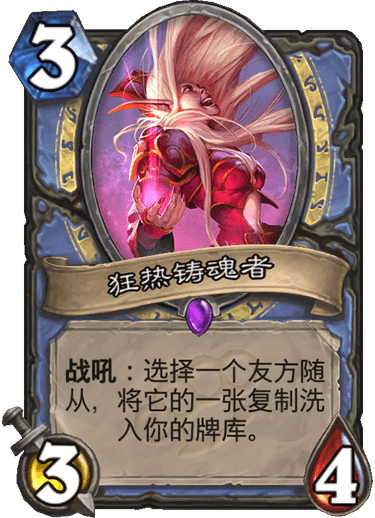 3
狂热铸魂者
战吼：选择一个友方随
从，将它的一张复制洗
入你的牌库。
3
4